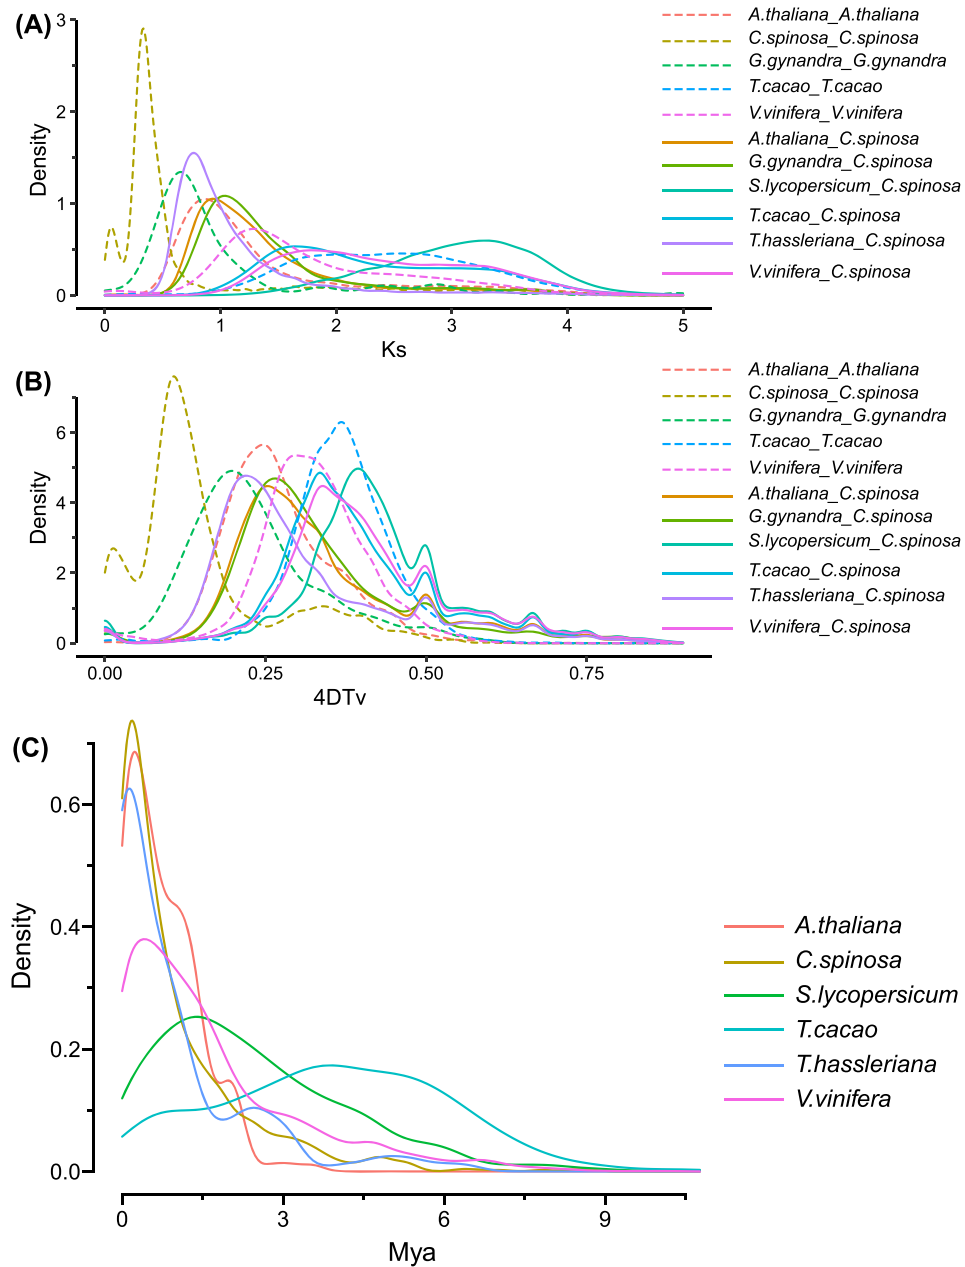 (A)
3
2
1
0
Density
0 1 2 3 4 5
Ks
A.thaliana_A.thaliana
C.spinosa_C.spinosa
G.gynandra_G.gynandra
T.cacao_T.cacao
V.vinifera_V.vinifera
A.thaliana_C.spinosa
G.gynandra_C.spinosa
S.lycopersicum_C.spinosa
T.cacao_C.spinosa
T.hassleriana_C.spinosa
V.vinifera_C.spinosa
(B)
6
4
2
0
Density
0.00 0.25 0.50 0.75
4DTv
A.thaliana_A.thaliana
C.spinosa_C.spinosa
G.gynandra_G.gynandra
T.cacao_T.cacao
V.vinifera_V.vinifera
A.thaliana_C.spinosa
G.gynandra_C.spinosa
S.lycopersicum_C.spinosa
T.cacao_C.spinosa
T.hassleriana_C.spinosa
V.vinifera_C.spinosa
(C)
0.6
0.4
0.2
0.0
Density
0 3 6 9
Mya
A.thaliana
C.spinosa
S.lycopersicum
T.cacao
T.hassleriana
V.vinifera